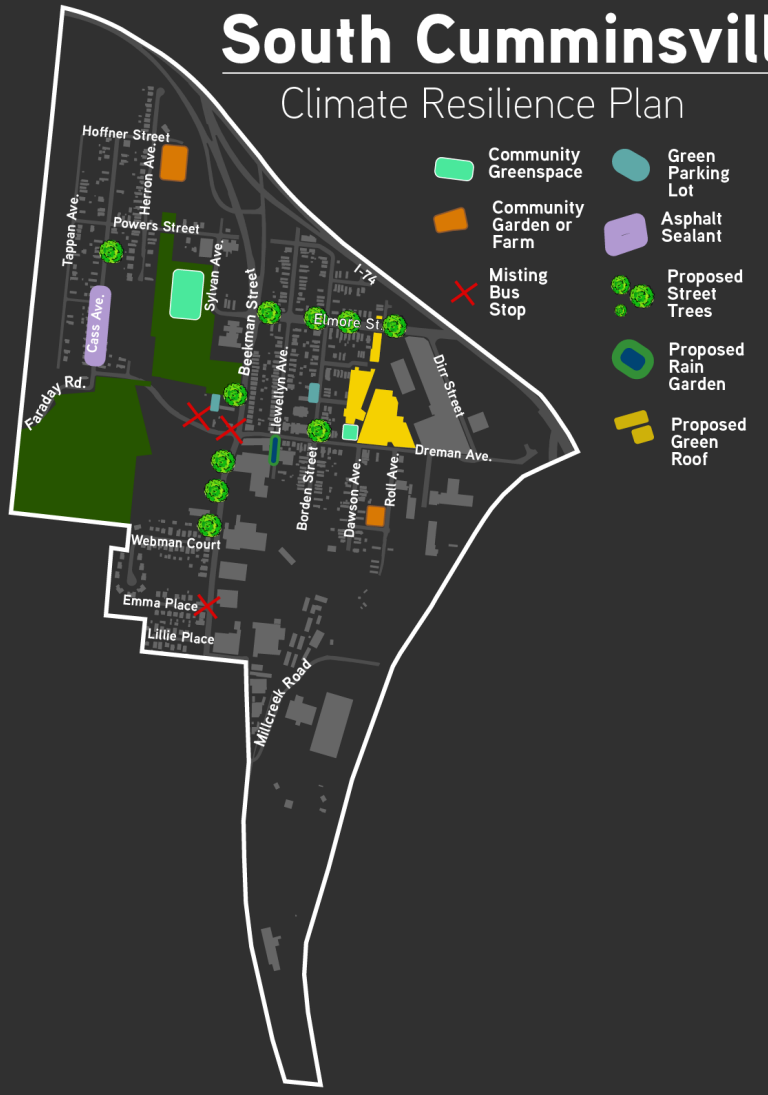 South Cumminsvill
Climate Resilience Plan
Community
Greenspace
Green
Parking
Lot
Community
Garden or
Farm
Asphalt
Sealant
Misting
Bus
Stop
Proposed
Street
Trees
Proposed
Rain
Garden
Proposed
Green
Roof
Hoffner Street
Herron Ave.
Tappan Ave.
Powers Street
Sylvan Ave.
I-74
Beekman Street
Elmore St.
Cass Ave.
Faraday Rd.
Llewellyn Ave.
Dirr Street
Dreman Ave.
Borden Street
Dawson Ave.
Roll Ave.
Webman Court
Emma Place
Lillie Place
Millcreek Road